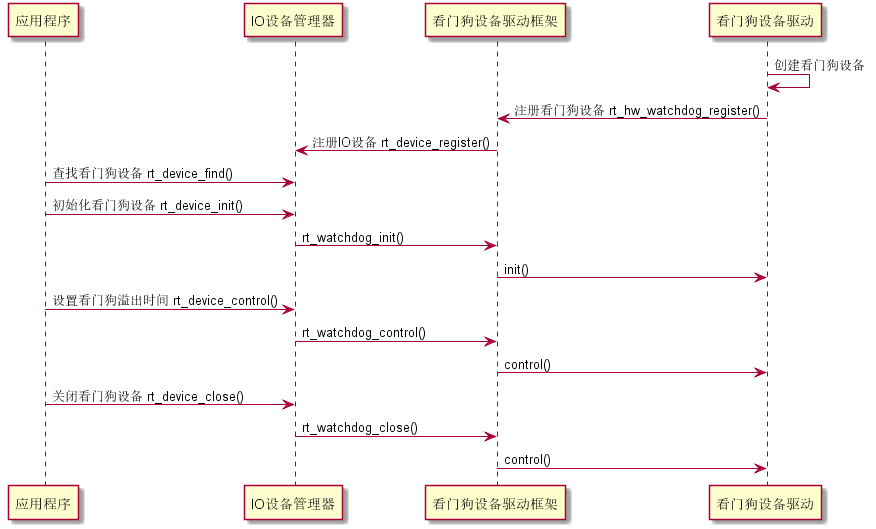 应用程序
IO设备管理器
看门狗设备驱动框架
看门狗设备驱动
创建看门狗设备
注册看门狗设备 rt_hw_watchdog_register()
注册IO设备 rt_device_register()
查找看门狗设备 rt_device_find()
初始化看门狗设备 rt_device_init()
rt_watchdog_init()
init()
设置看门狗溢出时间 rt_device_control()
rt_watchdog_control()
control()
关闭看门狗设备 rt_device_close()
rt_watchdog_close()
control()
应用程序
IO设备管理器
看门狗设备驱动框架
看门狗设备驱动